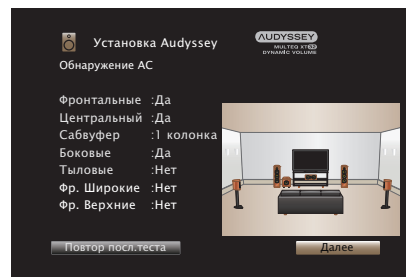 Установка Audyssey
AUDYSSEY
MULTEQ XT32
DYNAMIC VOLUME
Обнаружение АС
Фронтальные :Да
Центральный :Да
Сабвуфер :1 колонка
Боковые :Да
Тыловые :Нет
Фр. Широкие :Нет
Фр. Верхние :Нет
Повтор посл.теста
Далее